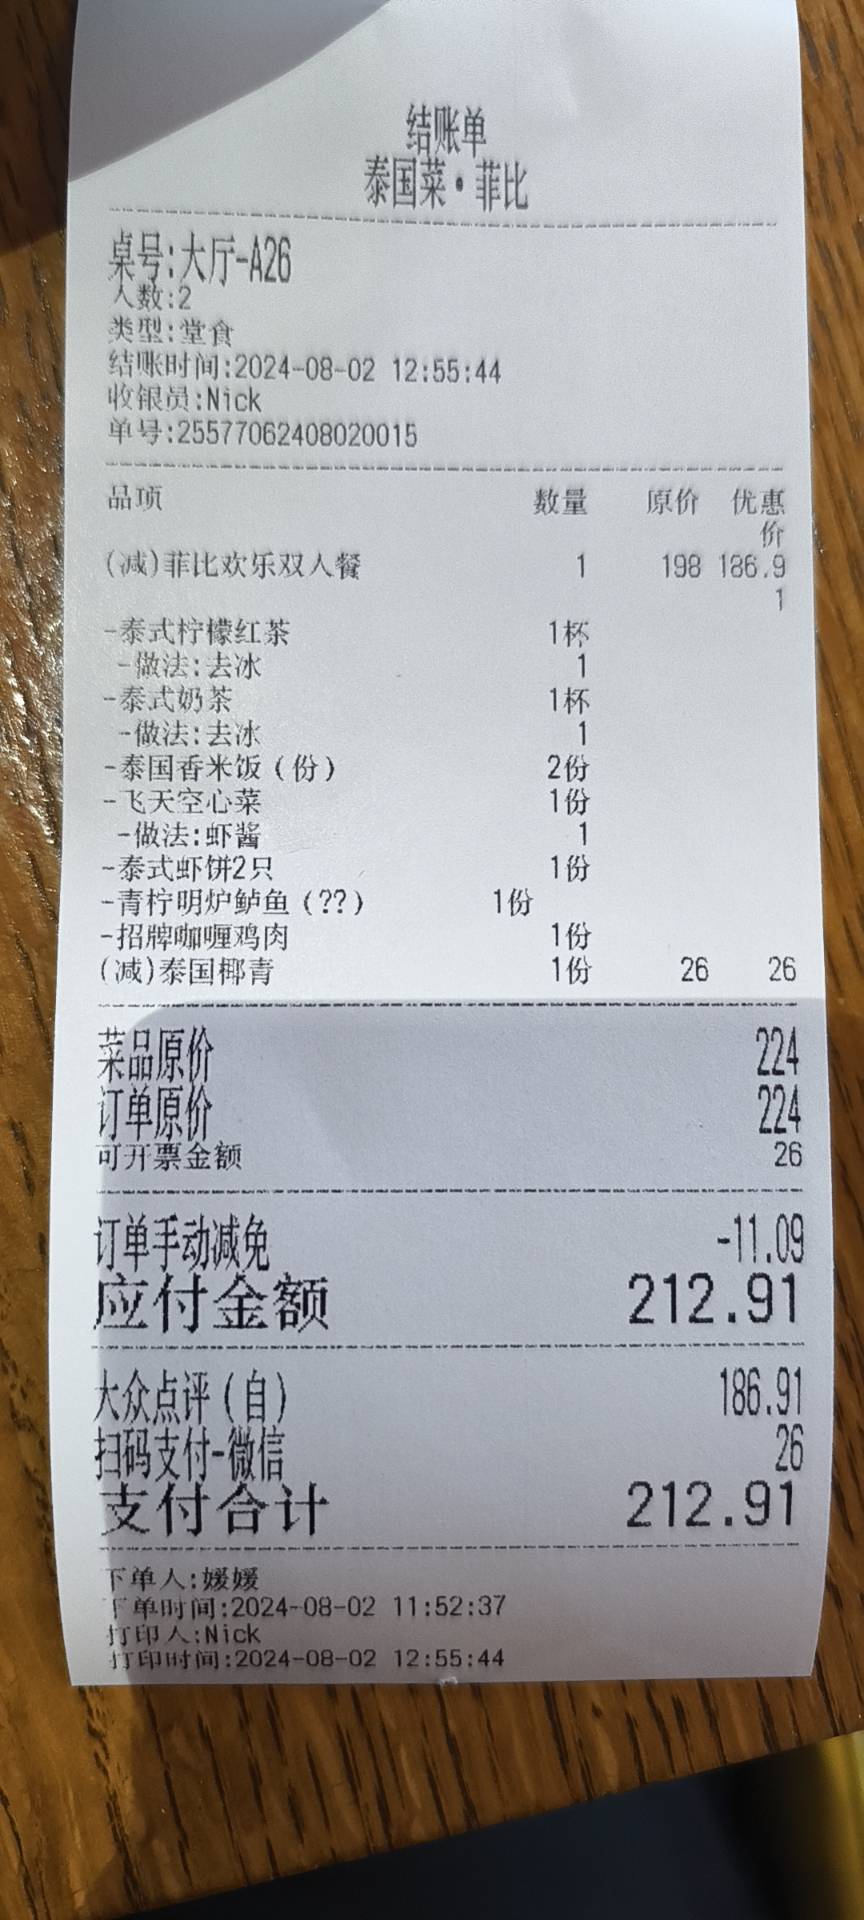 结账单
泰国菜·菲比
桌号:大厅-A26
人数:2
类型:堂食
结账时间:2024-08-02 12:55:44
收银员:Nick
单号:25577062408020015
品项 数量 原价 优惠
价
(减)菲比欢乐双人餐 1 198 186.9
1
-泰式柠檬红茶 1杯
-做法:去冰 1
-泰式奶茶 1杯
-做法:去冰 1
-泰国香米饭(份) 2份
-飞天空心菜 1份
-做法:虾酱 1
-泰式虾饼2只 1份
-青柠明炉鲈鱼(??) 1份
-招牌咖喱鸡肉 1份
(减)泰国椰青 1份 26 26
菜品原价 224
订单原价 224
可开票金额 26
订单手动减免 -11.09
应付金额 212.91
大众点评(自) 186.91
扫码支付-微信 26
支付合计 212.91
下单人:媛媛
下单时间:2024-08-02 11:52:37
打印人:Nick
打印时间:2024-08-02 12:55:44